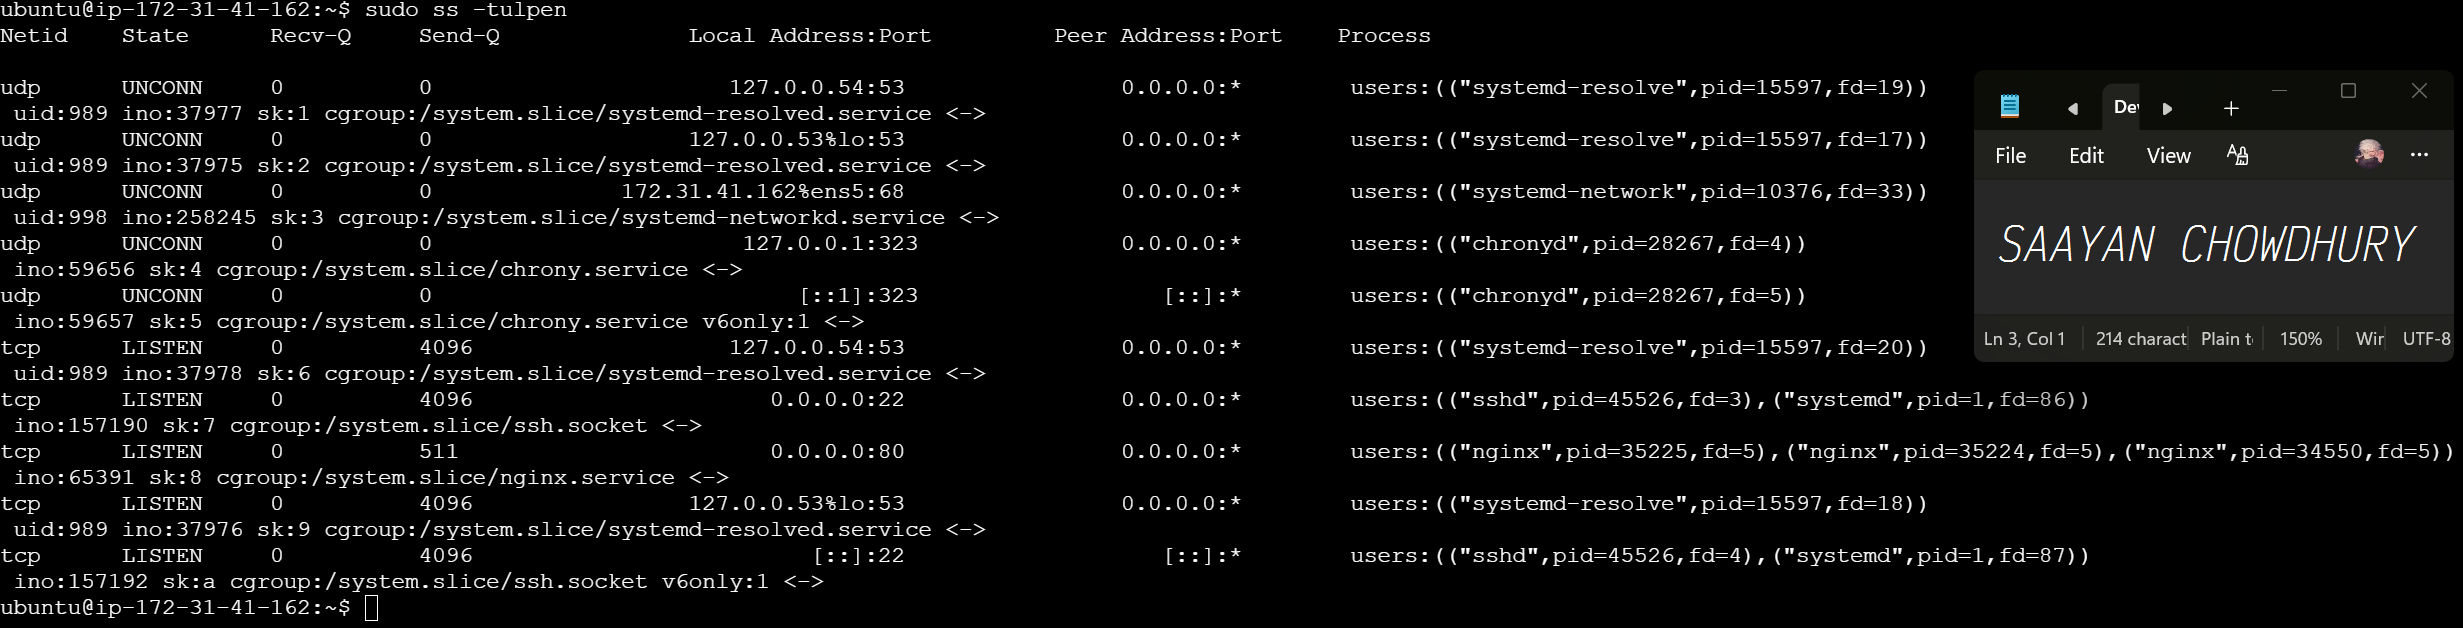 ubuntu@ip-172-31-41-162:~$ sudo ss -tulpen
Netid State Recv-Q Send-Q Local Address:Port Peer Address:Port Process
udp UNCONN 0 0 127.0.0.54:53 0.0.0.0:* users:(("systemd-resolve",pid=15597,fd=19))
uid:989 ino:37977 sk:1 cgroup:/system.slice/systemd-resolved.service <->
udp UNCONN 0 0 127.0.0.53%lo:53 0.0.0.0:* users:(("systemd-resolve",pid=15597,fd=17))
uid:989 ino:37975 sk:2 cgroup:/system.slice/systemd-resolved.service <->
udp UNCONN 0 0 172.31.41.162%ens5:68 0.0.0.0:* users:(("systemd-network",pid=10376,fd=33))
uid:998 ino:258245 sk:3 cgroup:/system.slice/systemd-networkd.service <->
udp UNCONN 0 0 127.0.0.1:323 0.0.0.0:* users:(("chronyd",pid=28267,fd=4))
ino:59656 sk:4 cgroup:/system.slice/chrony.service <->
udp UNCONN 0 0 [::1]:323 [::]:* users:(("chronyd",pid=28267,fd=5))
ino:59657 sk:5 cgroup:/system.slice/chrony.service v6only:1 <->
tcp LISTEN 0 4096 127.0.0.54:53 0.0.0.0:* users:(("systemd-resolve",pid=15597,fd=20))
uid:989 ino:37978 sk:6 cgroup:/system.slice/systemd-resolved.service <->
tcp LISTEN 0 4096 0.0.0.0:22 0.0.0.0:* users:(("sshd",pid=45526,fd=3),("systemd",pid=1,fd=86))
ino:157190 sk:7 cgroup:/system.slice/ssh.socket <->
tcp LISTEN 0 511 0.0.0.0:80 0.0.0.0:* users:(("nginx",pid=35225,fd=5),("nginx",pid=35224,fd=5),("nginx",pid=34550,fd=5))
ino:65391 sk:8 cgroup:/system.slice/nginx.service <->
tcp LISTEN 0 4096 127.0.0.53%lo:53 0.0.0.0:* users:(("systemd-resolve",pid=15597,fd=18))
uid:989 ino:37976 sk:9 cgroup:/system.slice/systemd-resolved.service <->
tcp LISTEN 0 4096 [::]:22 [::]:* users:(("sshd",pid=45526,fd=4),("systemd",pid=1,fd=87))
ino:157192 sk:a cgroup:/system.slice/ssh.socket v6only:1 <->
ubuntu@ip-172-31-41-162:~$
De
File Edit View
SAAYAN CHOWDHURY
Ln 3, Col 1 214 charact Plain t 150% Wir UTF-8